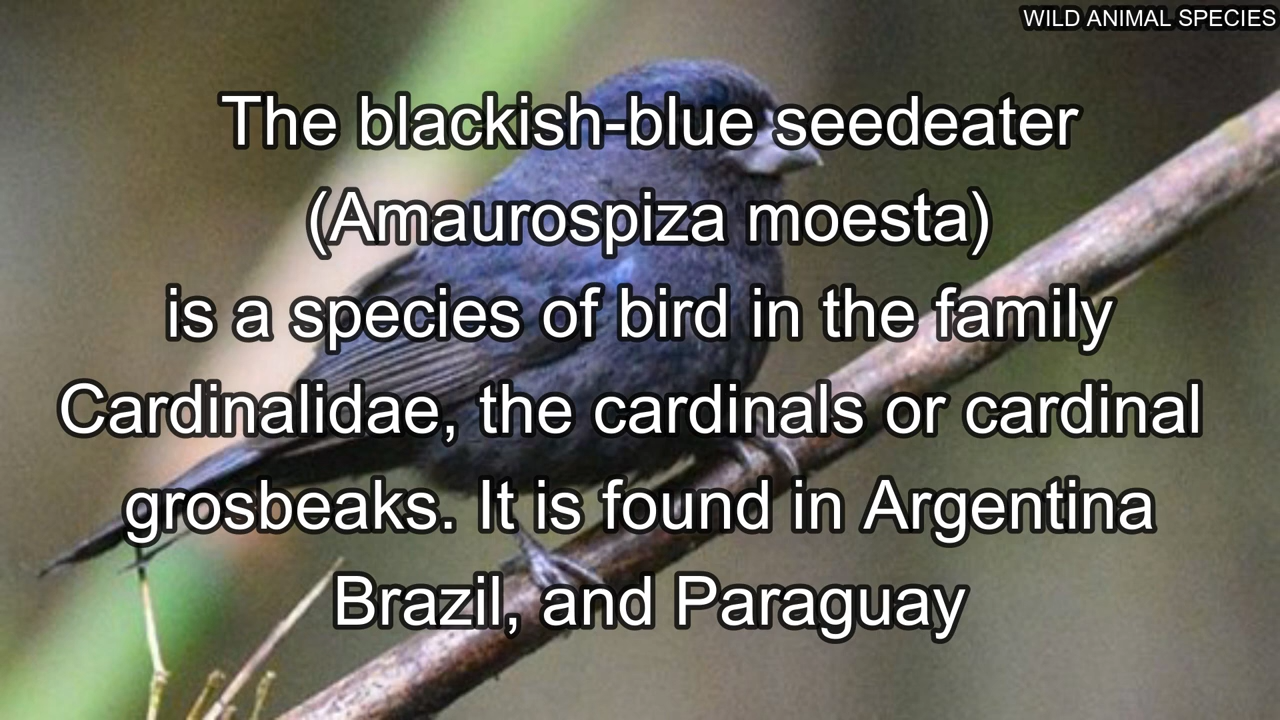 WILD ANIMAL SPECIES
The blackish-blue seedeater
(Amaurospiza moesta)
is a species of bird in the family
Cardinalidae, the cardinals or cardinal
grosbeaks. It is found in Argentina
Brazil, and Paraguay